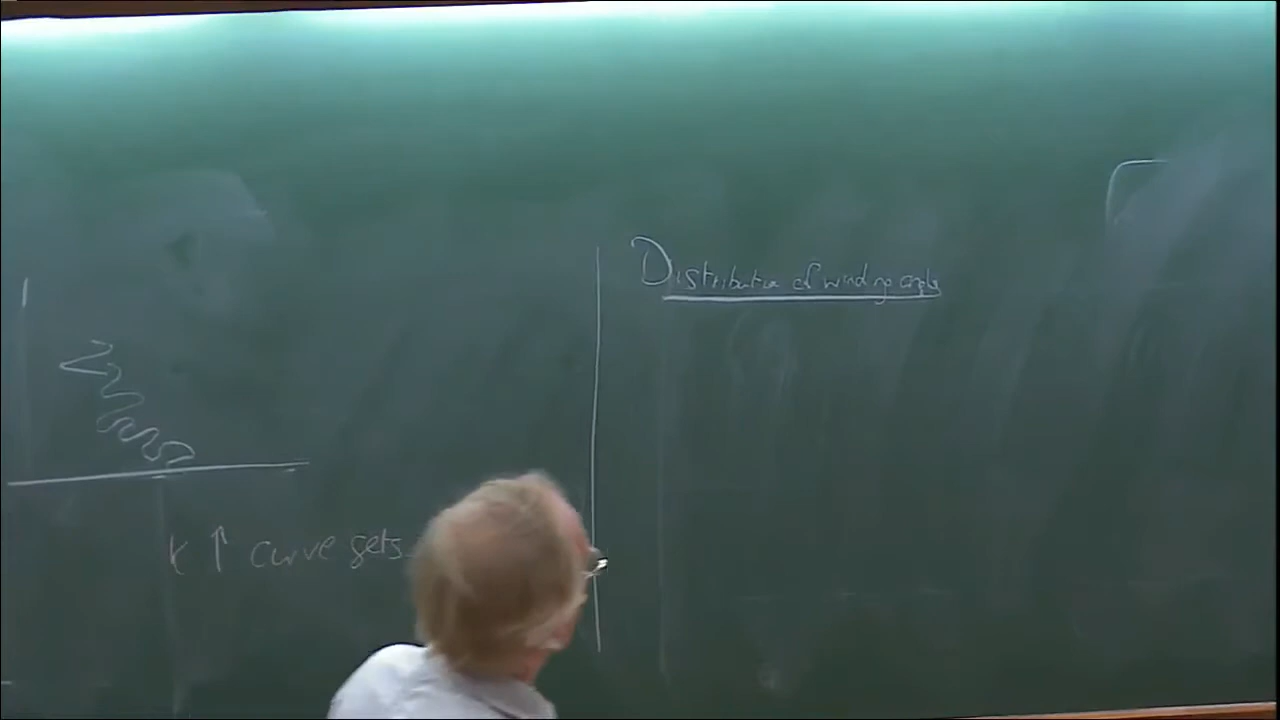 κ ↑ curve gets
Distribution of winding angle